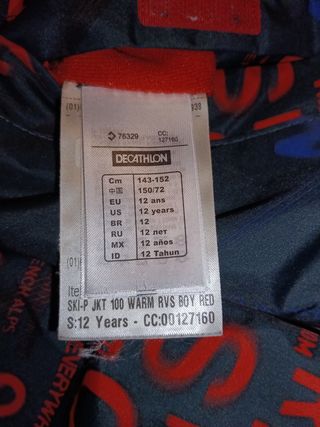 76329 CC:
127160
DECATHLON
Cm 143-152
中国 150/72
EU 12 ans
US 12 years
BR 12
RU 12 лет
MX 12 años
ID 12 Tahun
(01)
Ite
SKI-P JKT 100 WARM RVS BOY RED
S:12 Years - CC:00127160